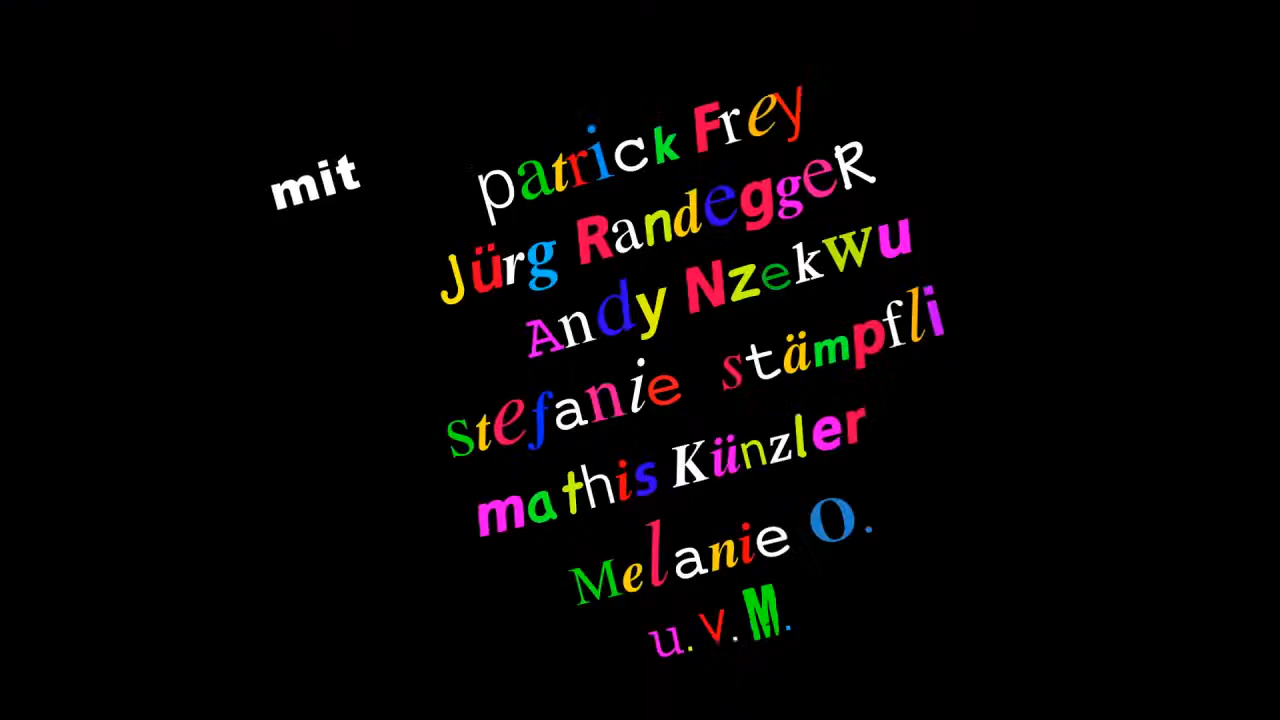 mit patrick Frey
Jürg RandeggeR
Andy Nzekwu
Stefanie stämpfli
mathis Künzler
Melanie O.
u. v. M.